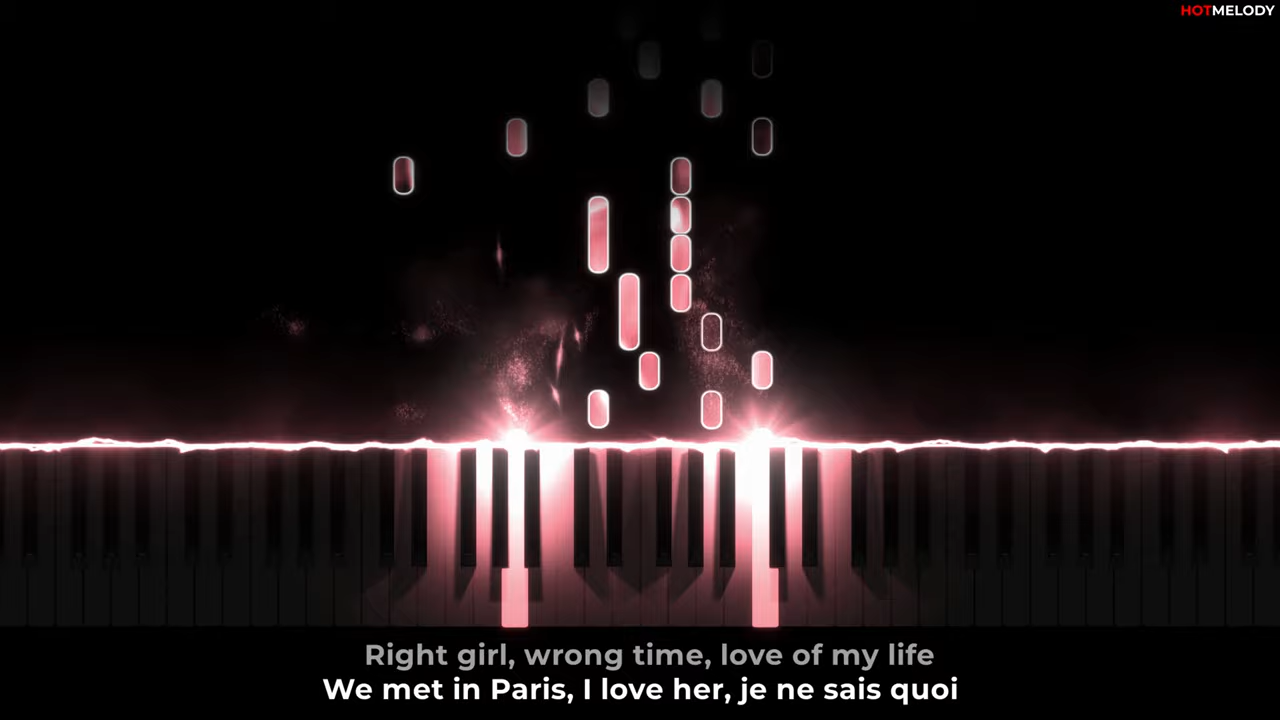 HOTMELODY
Right girl, wrong time, love of my life
We met in Paris, I love her, je ne sais quoi